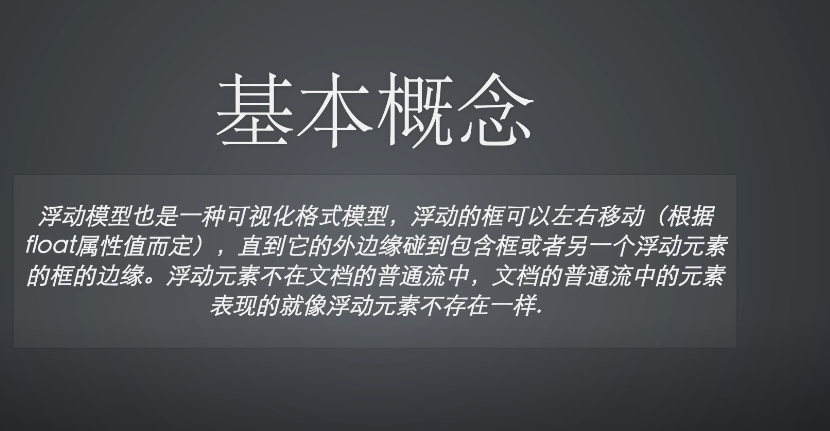 基本概念
浮动模型也是一种可视化格式模型，浮动的框可以左右移动（根据
float属性值而定），直到它的外边缘碰到包含框或者另一个浮动元素
的框的边缘。浮动元素不在文档的普通流中，文档的普通流中的元素
表现的就像浮动元素不存在一样.